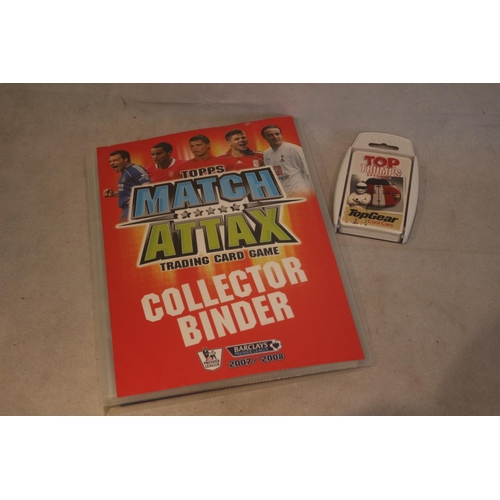 TOPPS
MATCH
ATTAX
TRADING CARD GAME
COLLECTOR
BINDER
BARCLAYS
2007 / 2008
TOP
TRUMPS
TopGear